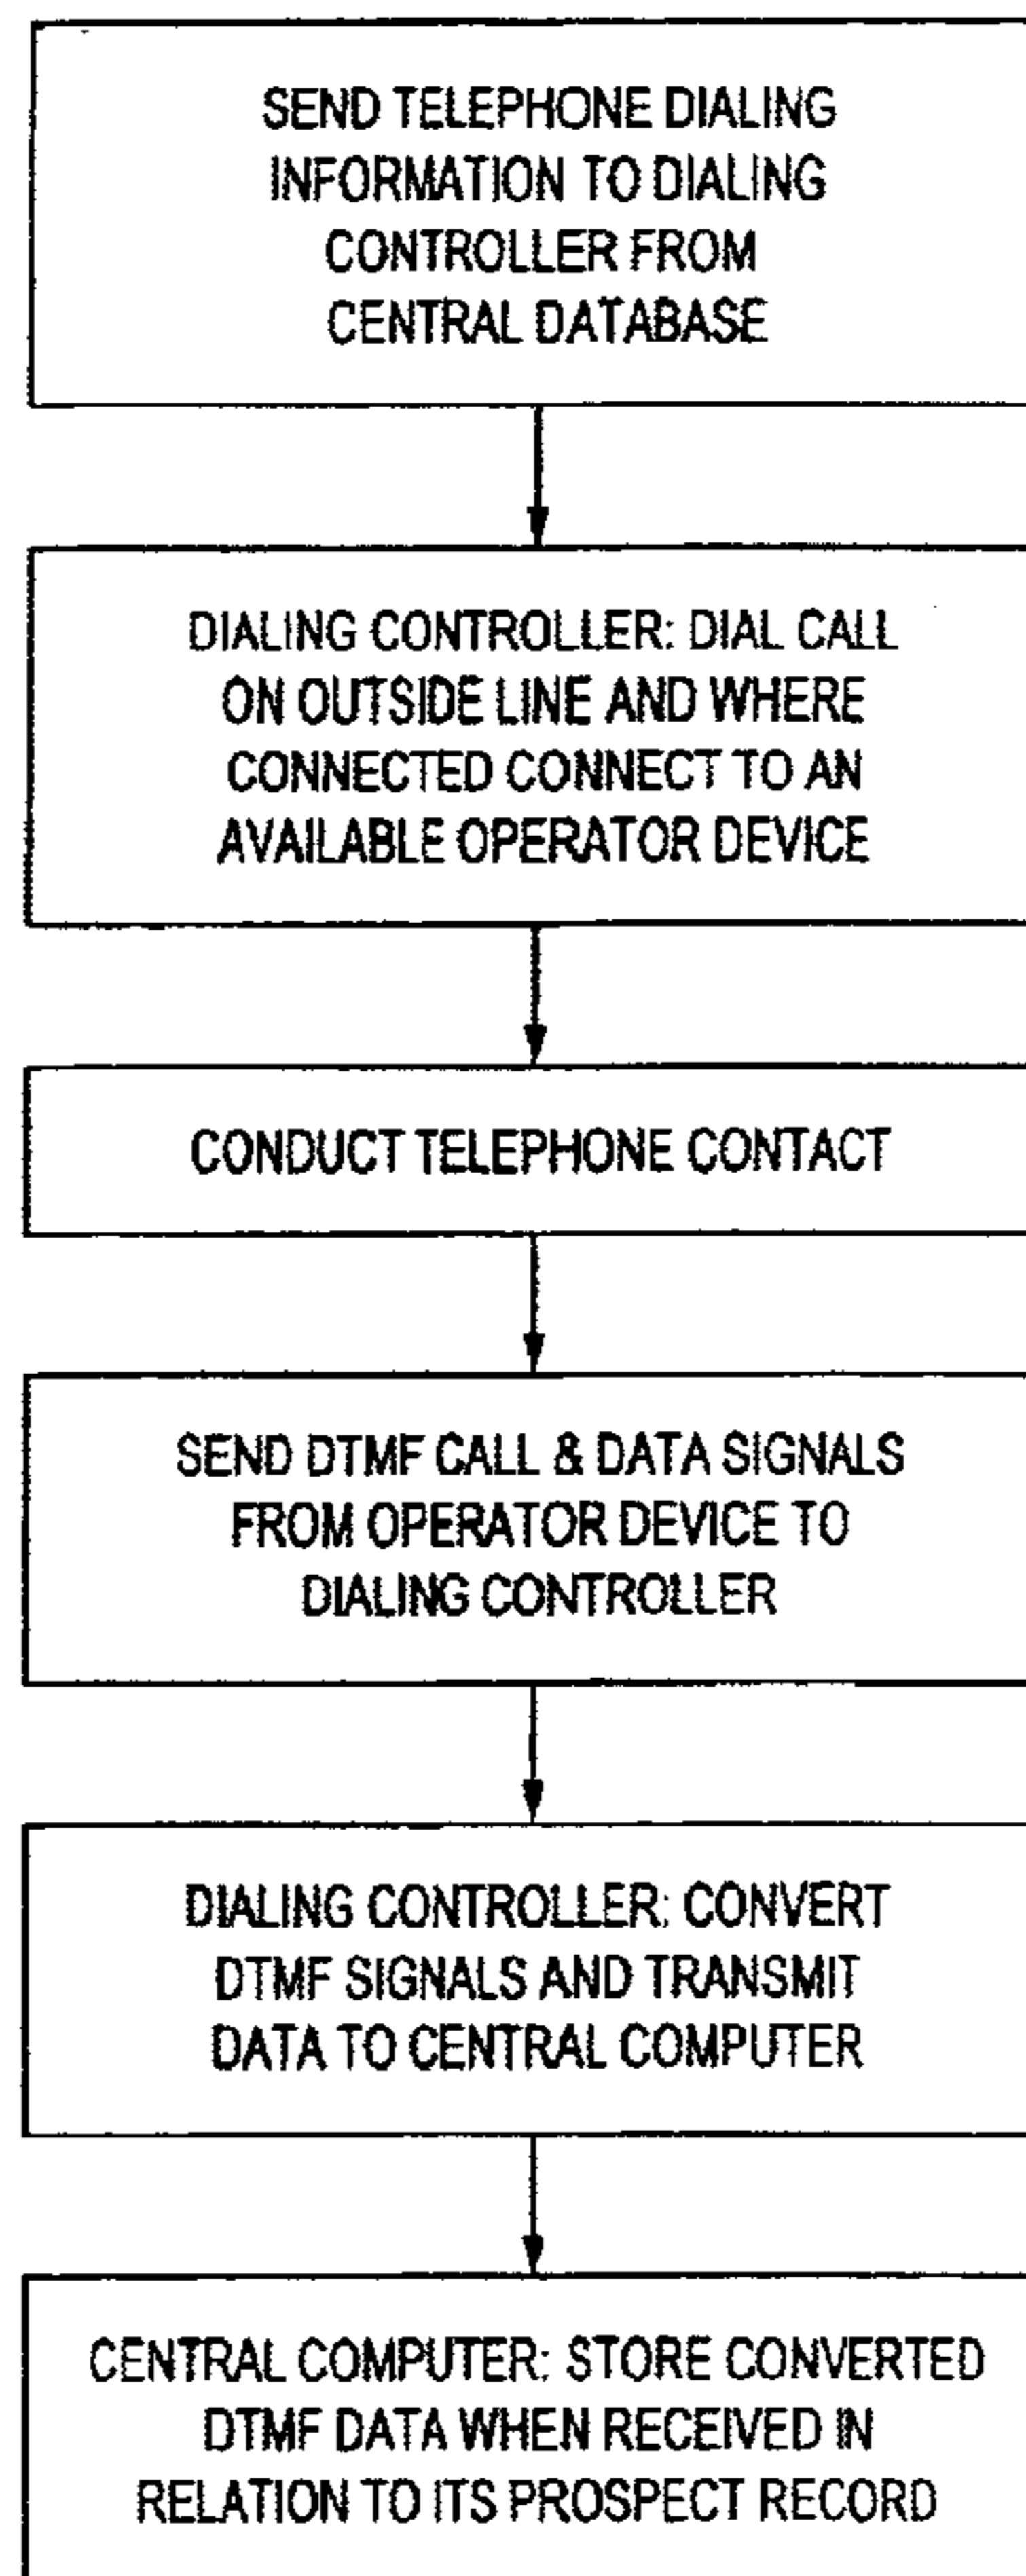 SEND TELEPHONE DIALING
INFORMATION TO DIALING
CONTROLLER FROM
CENTRAL DATABASE
DIALING CONTROLLER: DIAL CALL
ON OUTSIDE LINE AND WHERE
CONNECTED CONNECT TO AN
AVAILABLE OPERATOR DEVICE
CONDUCT TELEPHONE CONTACT
SEND DTMF CALL & DATA SIGNALS
FROM OPERATOR DEVICE TO
DIALING CONTROLLER
DIALING CONTROLLER: CONVERT
DTMF SIGNALS AND TRANSMIT
DATA TO CENTRAL COMPUTER
CENTRAL COMPUTER: STORE CONVERTED
DTMF DATA WHEN RECEIVED IN
RELATION TO ITS PROSPECT RECORD